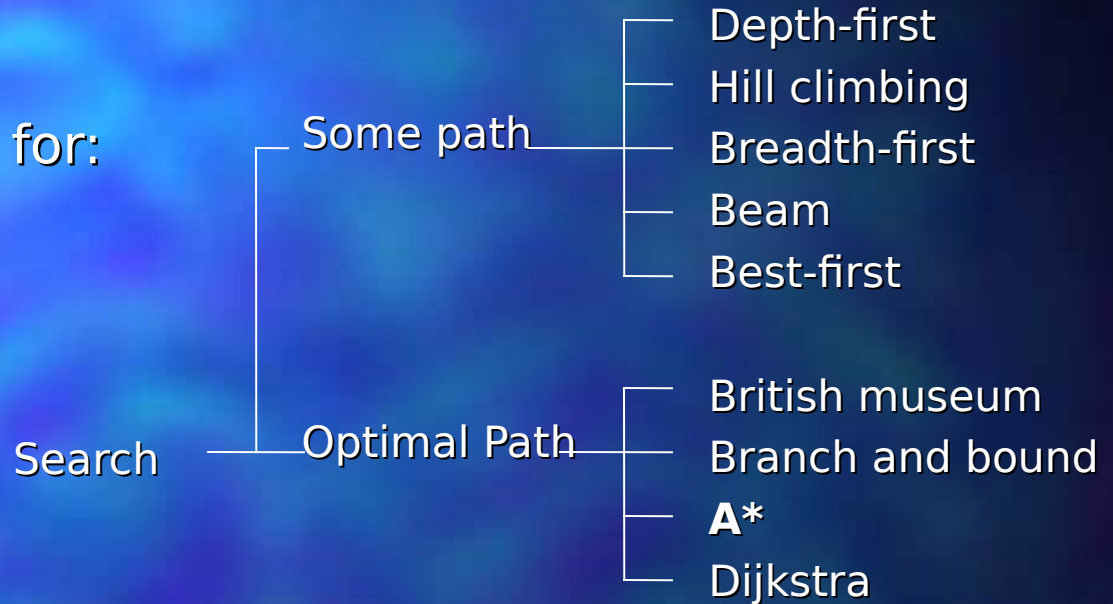 for:
Some path
Depth-first
Hill climbing
Breadth-first
Beam
Best-first
Search
Optimal Path
British museum
Branch and bound
A*
Dijkstra